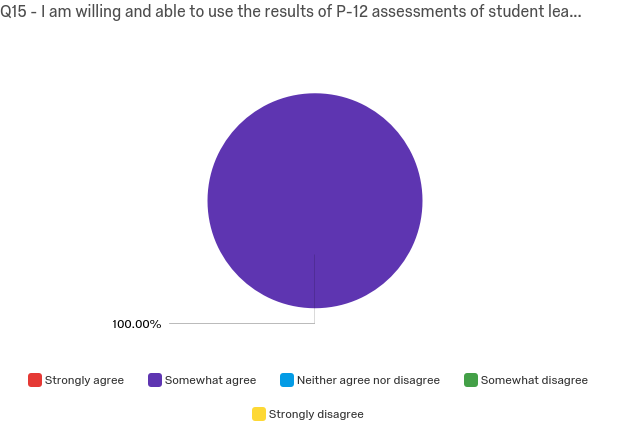 Q15 - I am willing and able to use the results of P-12 assessments of student lea...
100.00%
Strongly agree
Somewhat agree
Neither agree nor disagree
Somewhat disagree
Strongly disagree